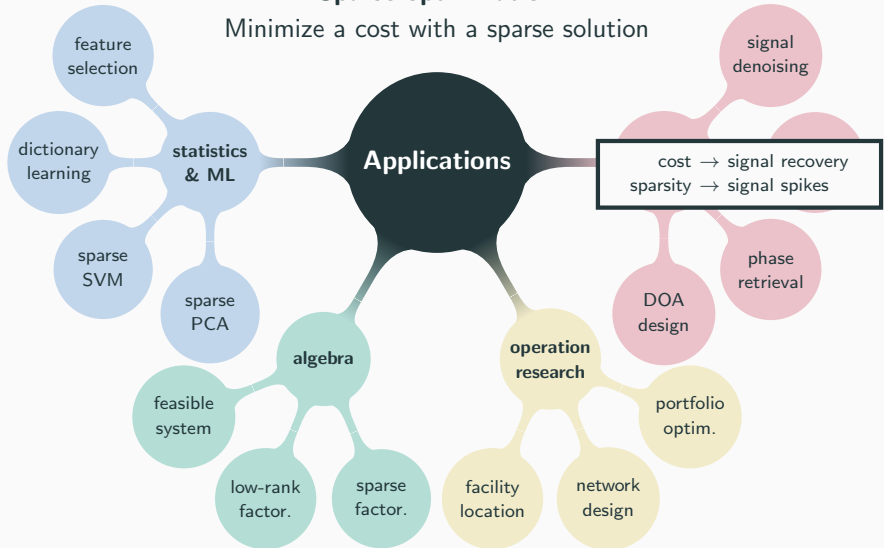 Minimize a cost with a sparse solution
feature
selection
dictionary
learning
statistics
& ML
sparse
SVM
sparse
PCA
Applications
signal
denoising
cost → signal recovery
sparsity → signal spikes
phase
retrieval
DOA
design
algebra
feasible
system
low-rank
factor.
sparse
factor.
operation
research
portfolio
optim.
facility
location
network
design